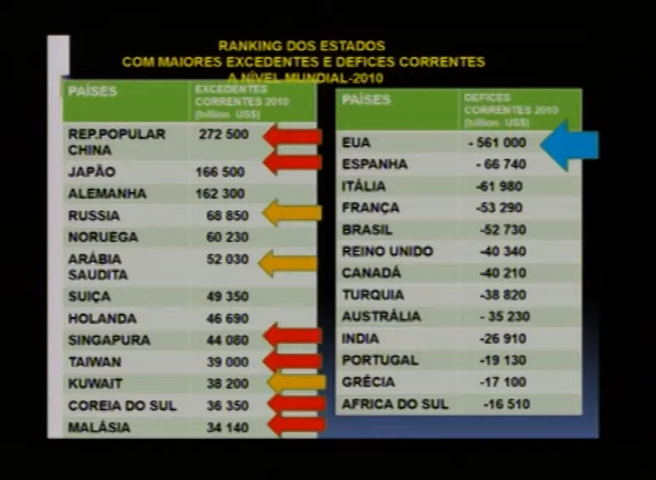 RANKING DOS ESTADOS
COM MAIORES EXCEDENTES E DEFICES CORRENTES
A NÍVEL MUNDIAL-2010
PAÍSES EXCEDENTES
CORRENTES 2010
(billion US$)
REP.POPULAR 272 500
CHINA
JAPÃO 166 500
ALEMANHA 162 300
RUSSIA 68 850
NORUEGA 60 230
ARÁBIA 52 030
SAUDITA
SUIÇA 49 350
HOLANDA 46 690
SINGAPURA 44 080
TAIWAN 39 000
KUWAIT 38 200
COREIA DO SUL 36 350
MALÁSIA 34 140
PAÍSES DEFICES
CORRENTES 2010
(billion US$)
EUA - 561 000
ESPANHA - 66 740
ITÁLIA -61 980
FRANÇA -53 290
BRASIL -52 730
REINO UNIDO -40 340
CANADÁ -40 210
TURQUIA -38 820
AUSTRÁLIA - 35 230
INDIA -26 910
PORTUGAL -19 130
GRÉCIA -17 100
AFRICA DO SUL -16 510